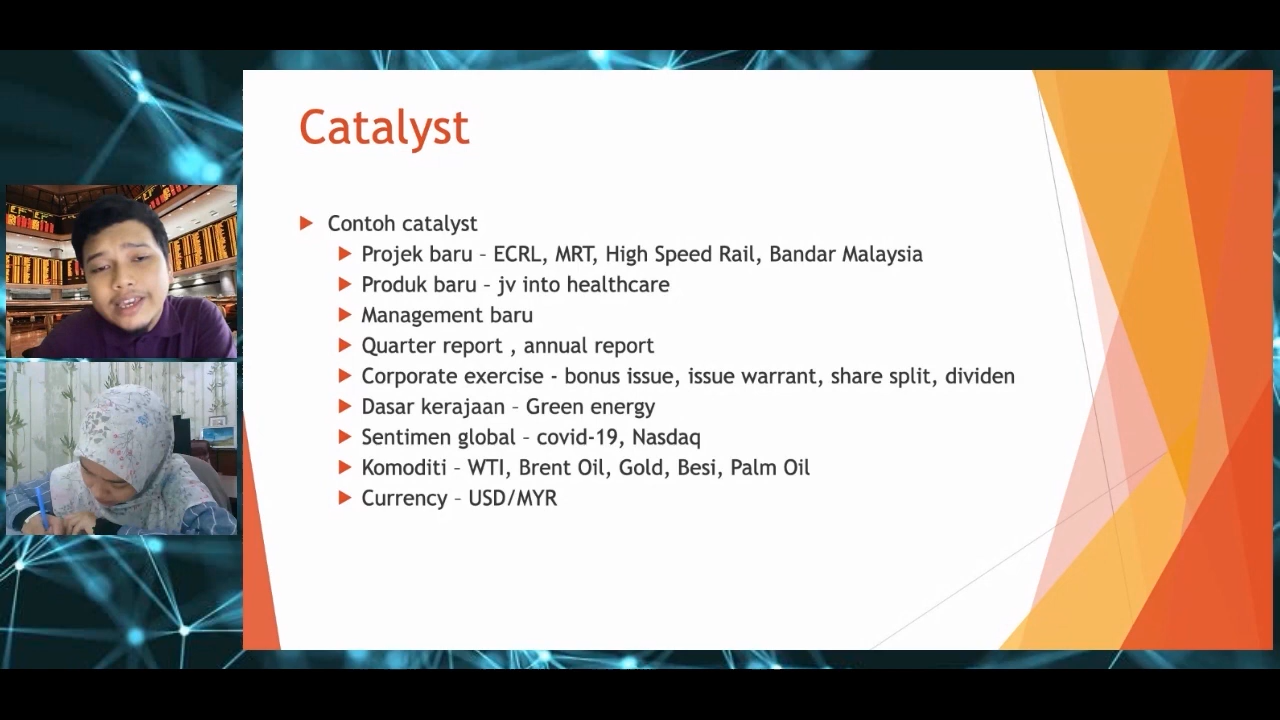 Catalyst
Contoh catalyst
Projek baru – ECRL, MRT, High Speed Rail, Bandar Malaysia
Produk baru – jv into healthcare
Management baru
Quarter report , annual report
Corporate exercise - bonus issue, issue warrant, share split, dividen
Dasar kerajaan – Green energy
Sentimen global – covid-19, Nasdaq
Komoditi – WTI, Brent Oil, Gold, Besi, Palm Oil
Currency – USD/MYR